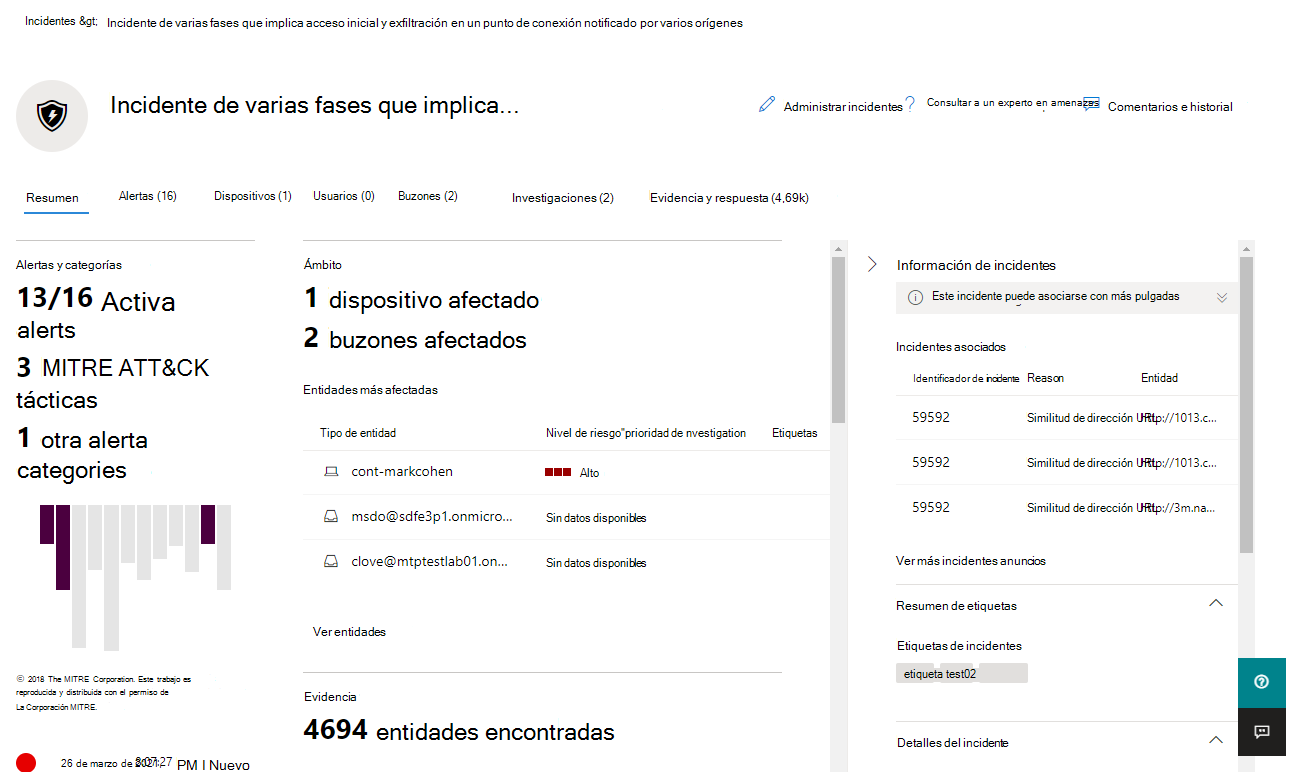 Incidentes &gt; Incidente de varias fases que implica acceso inicial y exfiltración en un punto de conexión notificado por varios orígenes
Incidente de varias fases que implica...
Administrar incidentes
Consultar a un experto en amenazas
Comentarios e historial
Resumen Alertas (16) Dispositivos (1) Usuarios (0) Buzones (2) Investigaciones (2) Evidencia y respuesta (4,69k)
Alertas y categorías
13/16 Activa
alerts
3 MITRE ATT&CK
tácticas
1 otra alerta
categories
© 2018 The MITRE Corporation. Este trabajo es
reproducida y distribuida con el permiso de
La Corporación MITRE.
26 de marzo de 2021, 8:07:27 PM | Nuevo
Ámbito
1 dispositivo afectado
2 buzones afectados
Entidades más afectadas
Tipo de entidad Nivel de riesgo"prioridad de nvestigation Etiquetas
cont-markcohen Alto
msdo@sdfe3p1.onmicro... Sin datos disponibles
clove@mtptestlab01.on... Sin datos disponibles
Ver entidades
Evidencia
4694 entidades encontradas
Información de incidentes
Este incidente puede asociarse con más pulgadas
Incidentes asociados
Identificador de incidente Reason Entidad
59592 Similitud de dirección URL http://1013.c...
59592 Similitud de dirección URL http://1013.c...
59592 Similitud de dirección URL http://3m.na...
Ver más incidentes anuncios
Resumen de etiquetas
Etiquetas de incidentes
etiqueta test02
Detalles del incidente